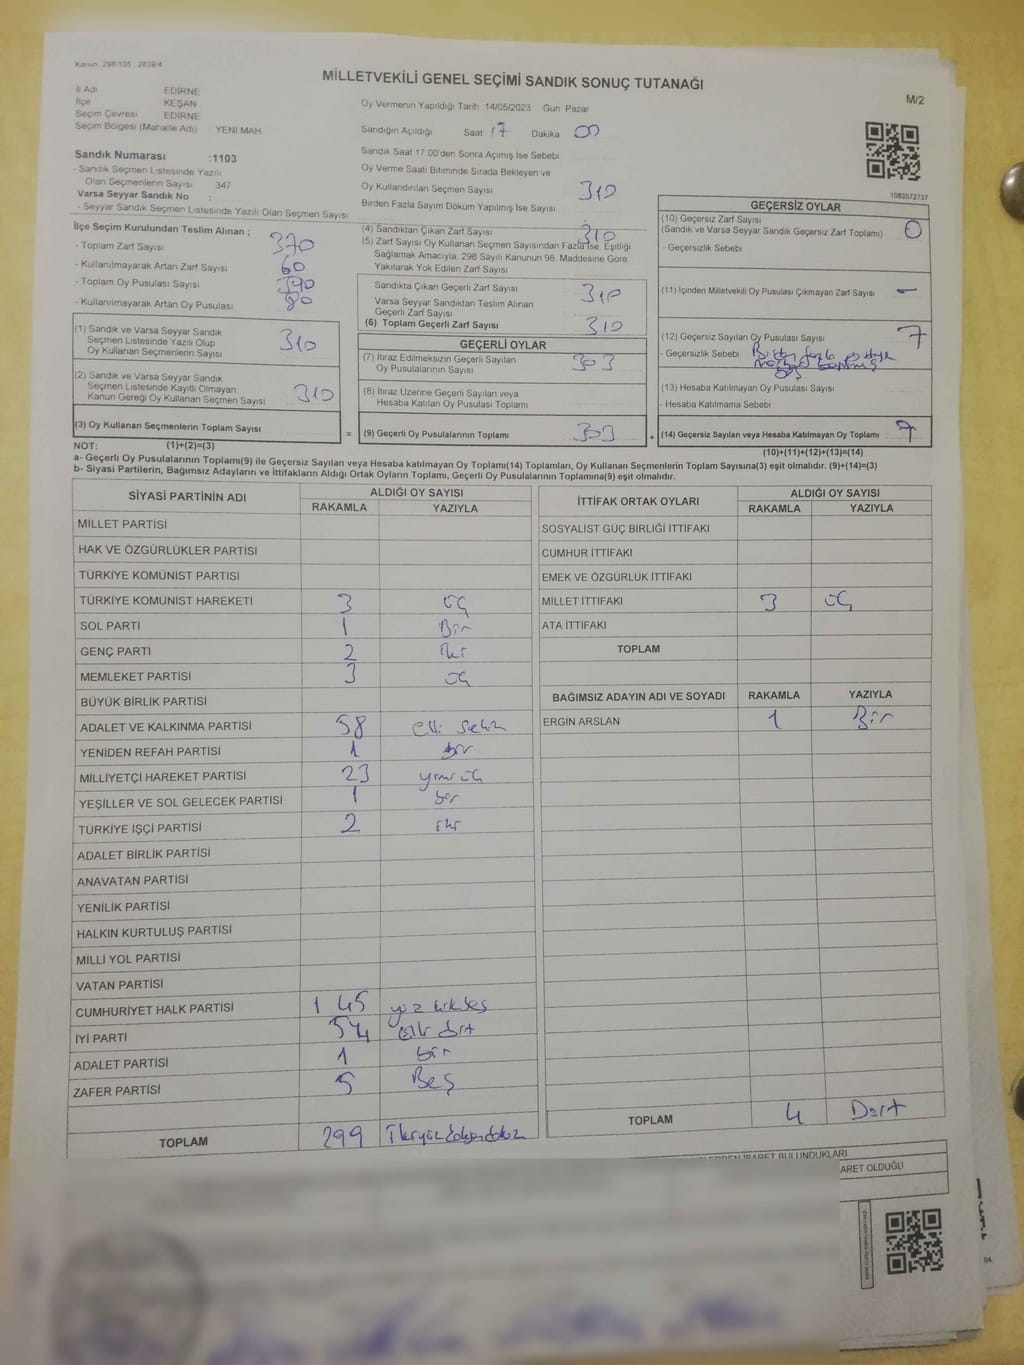 Kanun: 298/105, 2839/4
MİLLETVEKİLİ GENEL SEÇİMİ SANDIK SONUÇ TUTANAĞI
M/2
İl Adı EDİRNE
İlçe KEŞAN
Seçim Çevresi EDİRNE
Seçim Bölgesi (Mahalle Adı) YENİ MAH.
Oy Vermenin Yapıldığı Tarih 14/05/2023 Gün Pazar
Sandığın Açıldığı Saat 17 Dakika 00
Sandık Saat 17:00'den Sonra Açımış İse Sebebi
Oy Verme Saati Bitiminde Sırada Bekleyen ve
Oy Kullandırılan Seçmen Sayısı 310
Birden Fazla Sayım Döküm Yapılmış İse Sayısı
Sandık Numarası :1103
- Sandık Seçmen Listesinde Yazılı
Olan Seçmenlerin Sayısı 347
Varsa Seyyar Sandık No :
- Seyyar Sandık Seçmen Listesinde Yazılı Olan Seçmen Sayısı
1083572757
İlçe Seçim Kurulundan Teslim Alınan ;
- Toplam Zarf Sayısı 370
- Kullanılmayarak Artan Zarf Sayısı 60
- Toplam Oy Pusulası Sayısı 390
- Kullanılmayarak Artan Oy Pusulası 80
(1) Sandık ve Varsa Seyyar Sandık
Seçmen Listesinde Yazılı Olup
Oy Kullanan Seçmenlerin Sayısı 310
(2) Sandık ve Varsa Seyyar Sandık
Seçmen Listesinde Kayıtlı Olmayan
Kanun Gereği Oy Kullanan Seçmen Sayısı 310
(3) Oy Kullanan Seçmenlerin Toplam Sayısı
(1)+(2)=(3)
(4) Sandıktan Çıkan Zarf Sayısı 310
(5) Zarf Sayısı Oy Kullanan Seçmen Sayısından Fazla İse, Eşitliği
Sağlamak Amacıyla, 298 Sayılı Kanunun 98. Maddesine Göre
Yakılarak Yok Edilen Zarf Sayısı
Sandıkta Çıkan Geçerli Zarf Sayısı 310
Varsa Seyyar Sandıktan Teslim Alınan
Geçerli Zarf Sayısı
(6) Toplam Geçerli Zarf Sayısı 310
GEÇERLİ OYLAR
(7) İtiraz Edilmeksizin Geçerli Sayılan
Oy Pusulalarının Sayısı 303
(8) İtiraz Üzerine Geçerli Sayılan veya
Hesaba Katılan Oy Pusulası Toplamı
= (9) Geçerli Oy Pusulalarının Toplamı 303
GEÇERSİZ OYLAR
(10) Geçersiz Zarf Sayısı
(Sandık ve Varsa Seyyar Sandık Geçersiz Zarf Toplamı) 0
- Geçersizlik Sebebi
(11) İçinden Milletvekili Oy Pusulası Çıkmayan Zarf Sayısı -
(12) Geçersiz Sayılan Oy Pusulası Sayısı 7
- Geçersizlik Sebebi
(13) Hesaba Katılmayan Oy Pusulası Sayısı
- Hesaba Katılmama Sebebi
+ (14) Geçersiz Sayılan veya Hesaba Katılmayan Oy Toplamı 7
(10)+(11)+(12)+(13)=(14)
NOT:
a- Geçerli Oy Pusulalarının Toplamı(9) ile Geçersiz Sayılan veya Hesaba katılmayan Oy Toplamı(14) Toplamları, Oy Kullanan Seçmenlerin Toplam Sayısına(3) eşit olmalıdır. (9)+(14)=(3)
b- Siyasi Partilerin, Bağımsız Adayların ve İttifakların Aldığı Ortak Oyların Toplamı, Geçerli Oy Pusulalarının Toplamına(9) eşit olmalıdır.
SİYASİ PARTİNİN ADI ALDIĞI OY SAYISI
RAKAMLA YAZIYLA
MİLLET PARTİSİ
HAK VE ÖZGÜRLÜKLER PARTİSİ
TÜRKİYE KOMÜNİST PARTİSİ
TÜRKİYE KOMÜNİST HAREKETİ 3 üç
SOL PARTİ 1 Bir
GENÇ PARTİ 2 iki
MEMLEKET PARTİSİ 3 üç
BÜYÜK BİRLİK PARTİSİ
ADALET VE KALKINMA PARTİSİ 58 elli sekiz
YENİDEN REFAH PARTİSİ 1 bir
MİLLİYETÇİ HAREKET PARTİSİ 23 yirmi üç
YEŞİLLER VE SOL GELECEK PARTİSİ 1 bir
TÜRKİYE İŞÇİ PARTİSİ 2 iki
ADALET BİRLİK PARTİSİ
ANAVATAN PARTİSİ
YENİLİK PARTİSİ
HALKIN KURTULUŞ PARTİSİ
MİLLİ YOL PARTİSİ
VATAN PARTİSİ
CUMHURİYET HALK PARTİSİ 145 yüz kırkbeş
İYİ PARTİ 54 elli dört
ADALET PARTİSİ 1 bir
ZAFER PARTİSİ 5 Beş
TOPLAM 299 İkiyüzdoksandokuz
İTTİFAK ORTAK OYLARI ALDIĞI OY SAYISI
RAKAMLA YAZIYLA
SOSYALİST GÜÇ BİRLİĞİ İTTİFAKI
CUMHUR İTTİFAKI
EMEK VE ÖZGÜRLÜK İTTİFAKI
MİLLET İTTİFAKI 3 üç
ATA İTTİFAKI
TOPLAM
BAĞIMSIZ ADAYIN ADI VE SOYADI RAKAMLA YAZIYLA
ERGİN ARSLAN 1 Bir
TOPLAM 4 Dört
İBARET BULUNDUKLARI
ARET OLDUĞU
04